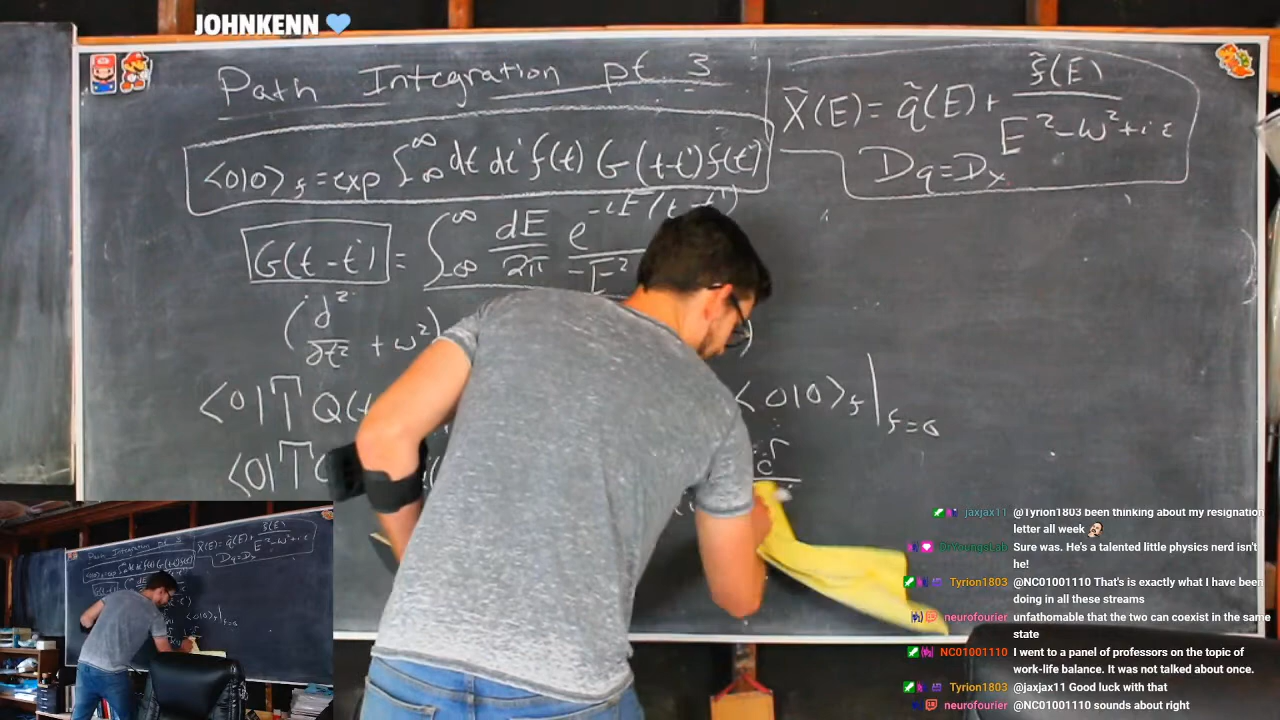 JOHNKENN 💙
Path Integration pt 3
<0|0>_f = exp ∫_{-∞}^{∞} dt dt' f(t) G(t-t') f(t')
X̃(E) = q̃(E) + f̃(E) / (E² - ω² + iε)
Dq = Dx
G(t-t') = ∫_{-∞}^{∞} dE/2π e^{-iE(t-t')} / -E²
(∂²/∂t² + ω²)
<0|T Q(t <0|0>_f |_{f=0}
<0|T
jaxjax11 @Tyrion1803 been thinking about my resignation
letter all week
DrYoungsLab Sure was. He's a talented little physics nerd isn't
he!
Tyrion1803 @NC01001110 That's is exactly what I have been
doing in all these streams
neurofourier unfathomable that the two can coexist in the same
state
NC01001110 I went to a panel of professors on the topic of
work-life balance. It was not talked about once.
Tyrion1803 @jaxjax11 Good luck with that
neurofourier @NC01001110 sounds about right